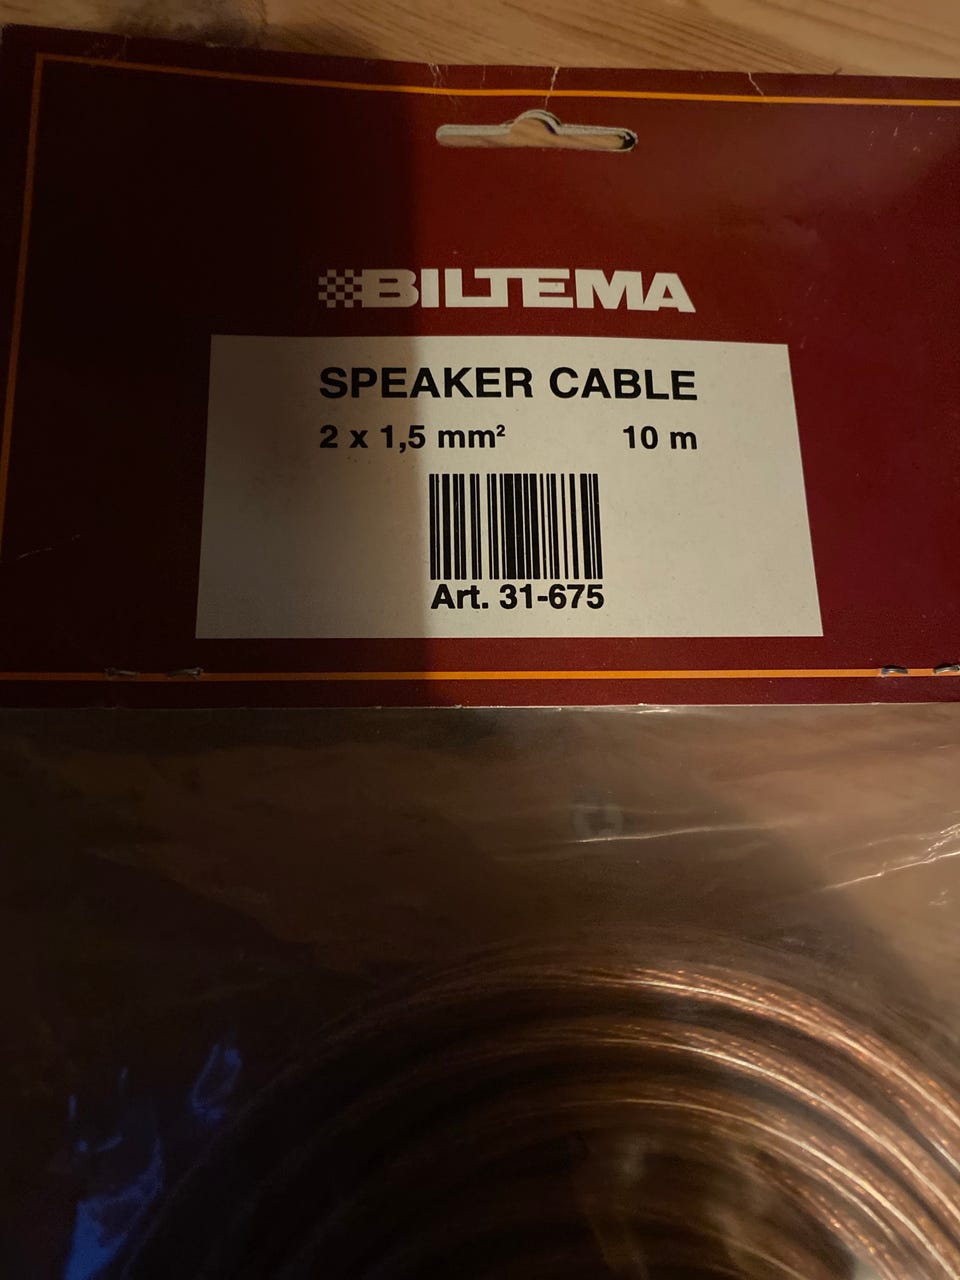 BILTEMA
SPEAKER CABLE
2 x 1,5 mm² 10 m
Art. 31-675